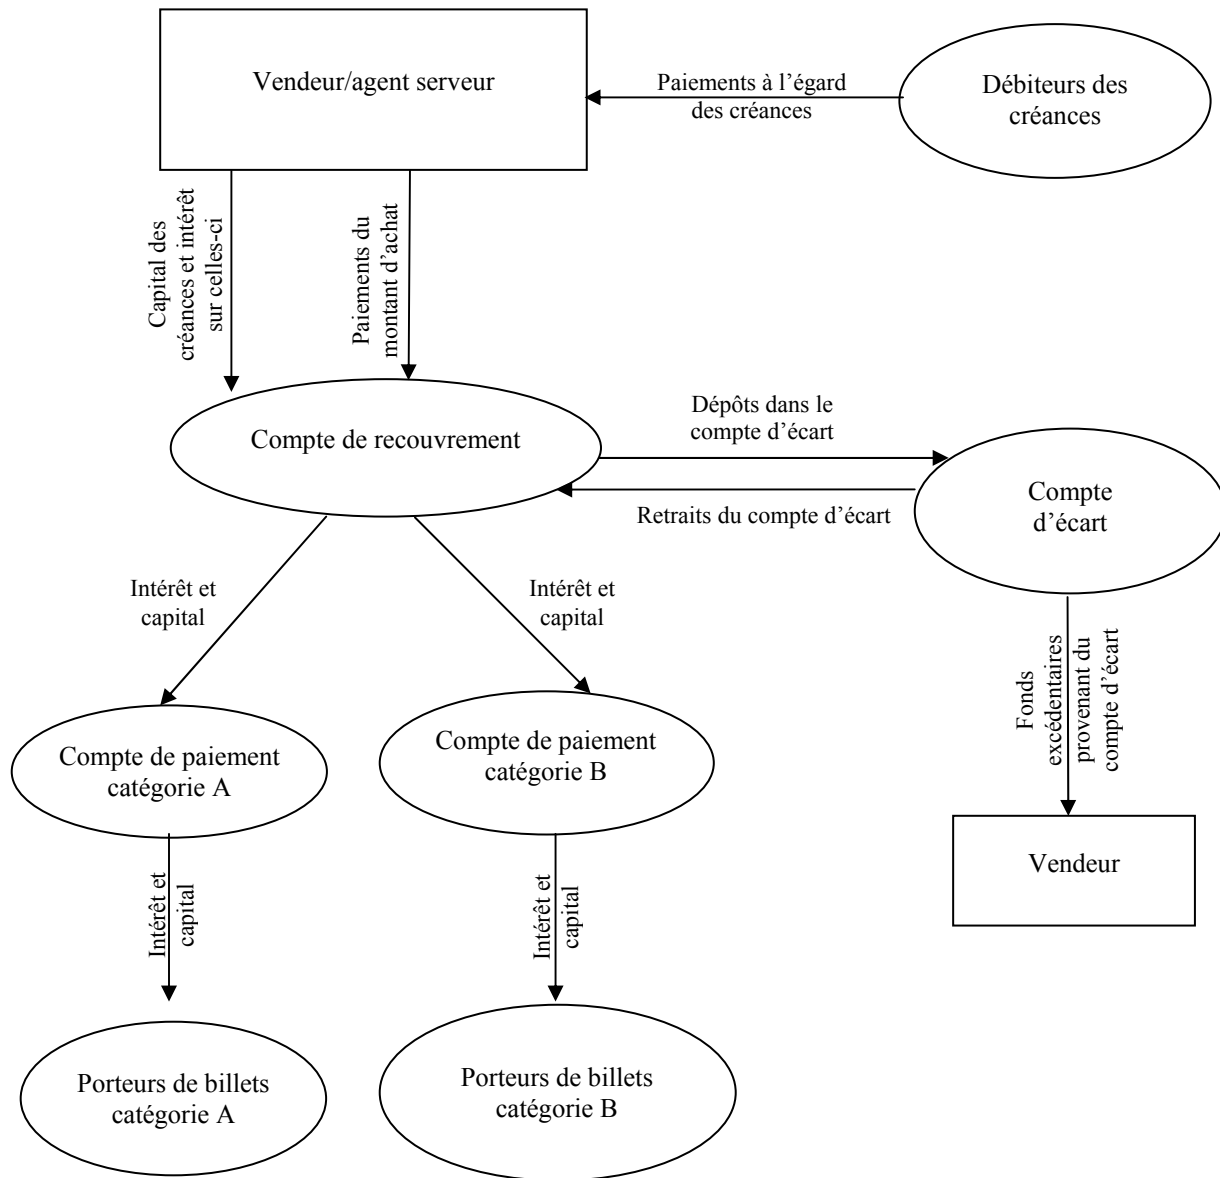 Vendeur/agent serveur
Paiements à l’égard
des créances
Débiteurs des
créances
Capital des
créances et intérêt
sur celles-ci
Paiements du
montant d’achat
Compte de recouvrement
Dépôts dans le
compte d’écart
Retraits du compte d’écart
Compte
d’écart
Intérêt et
capital
Intérêt et
capital
Fonds
excédentaires
provenant du
compte d’écart
Compte de paiement
catégorie A
Compte de paiement
catégorie B
Vendeur
Intérêt et
capital
Intérêt et
capital
Porteurs de billets
catégorie A
Porteurs de billets
catégorie B